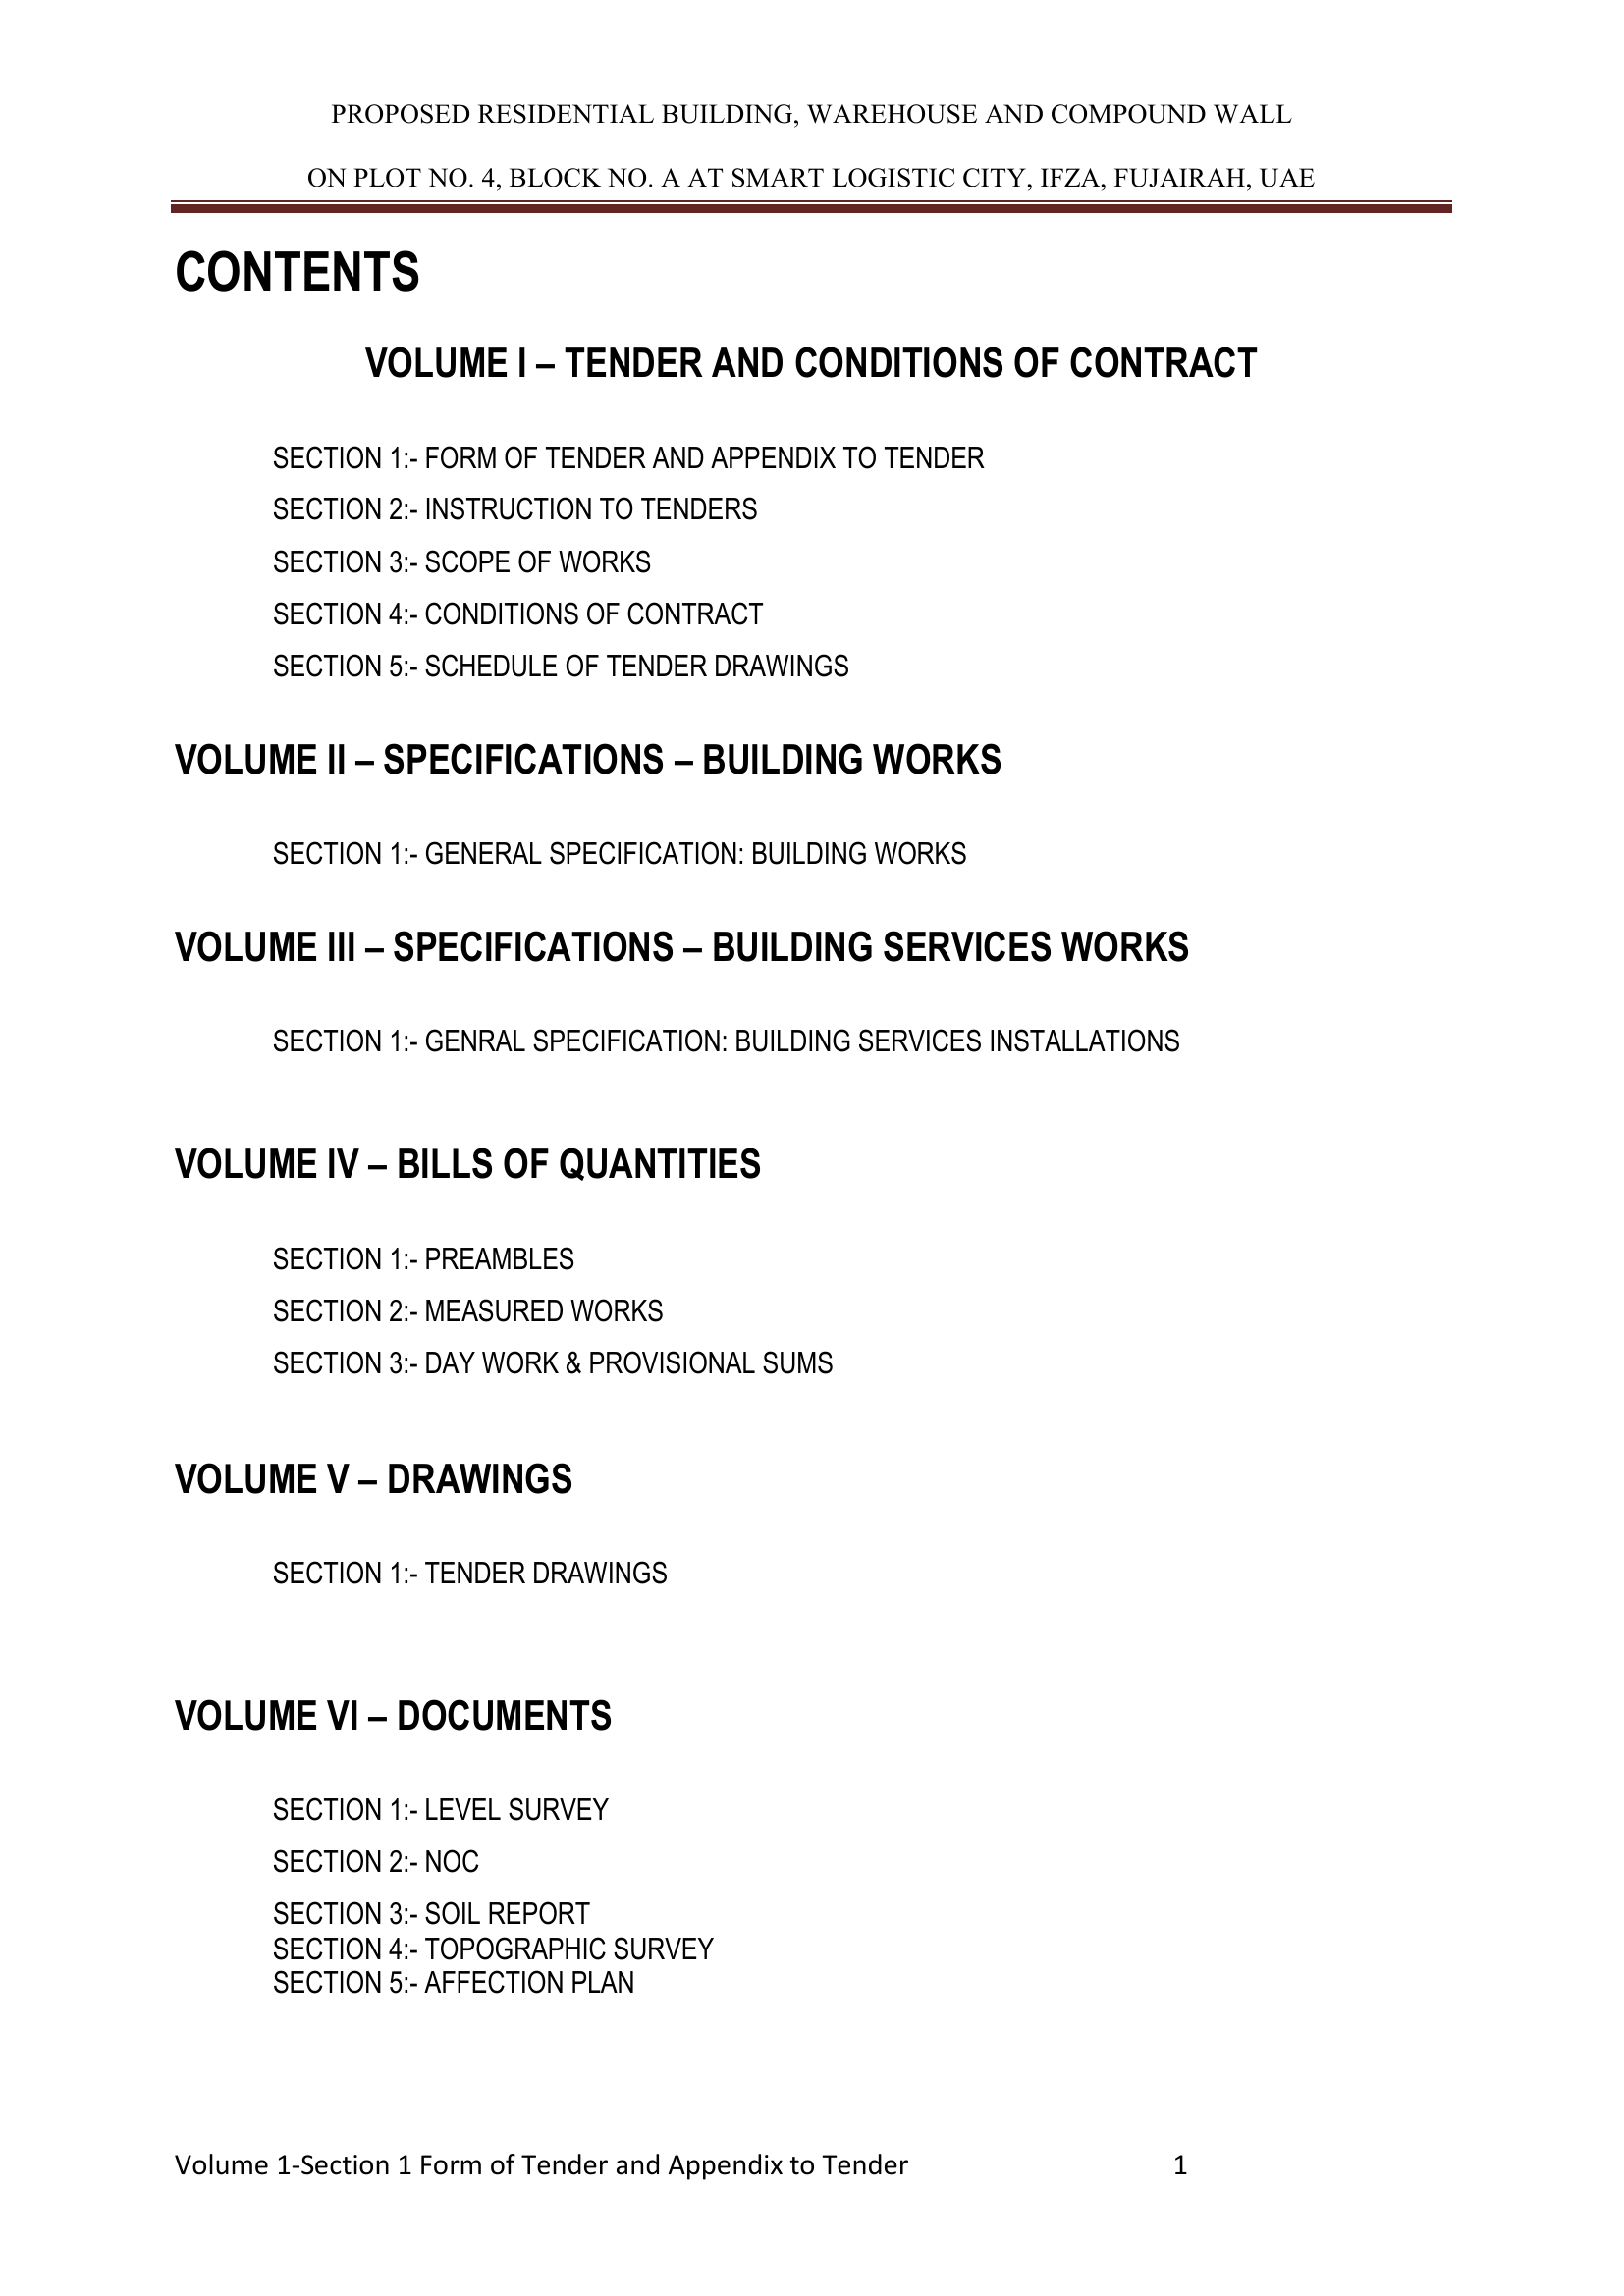 PROPOSED RESIDENTIAL BUILDING, WAREHOUSE AND COMPOUND WALL
ON PLOT NO. 4, BLOCK NO. A AT SMART LOGISTIC CITY, IFZA, FUJAIRAH, UAE
CONTENTS
VOLUME I – TENDER AND CONDITIONS OF CONTRACT
SECTION 1:- FORM OF TENDER AND APPENDIX TO TENDER
SECTION 2:- INSTRUCTION TO TENDERS
SECTION 3:- SCOPE OF WORKS
SECTION 4:- CONDITIONS OF CONTRACT
SECTION 5:- SCHEDULE OF TENDER DRAWINGS
VOLUME II – SPECIFICATIONS – BUILDING WORKS
SECTION 1:- GENERAL SPECIFICATION: BUILDING WORKS
VOLUME III – SPECIFICATIONS – BUILDING SERVICES WORKS
SECTION 1:- GENRAL SPECIFICATION: BUILDING SERVICES INSTALLATIONS
VOLUME IV – BILLS OF QUANTITIES
SECTION 1:- PREAMBLES
SECTION 2:- MEASURED WORKS
SECTION 3:- DAY WORK & PROVISIONAL SUMS
VOLUME V – DRAWINGS
SECTION 1:- TENDER DRAWINGS
VOLUME VI – DOCUMENTS
SECTION 1:- LEVEL SURVEY
SECTION 2:- NOC
SECTION 3:- SOIL REPORT
SECTION 4:- TOPOGRAPHIC SURVEY
SECTION 5:- AFFECTION PLAN
Volume 1-Section 1 Form of Tender and Appendix to Tender 1